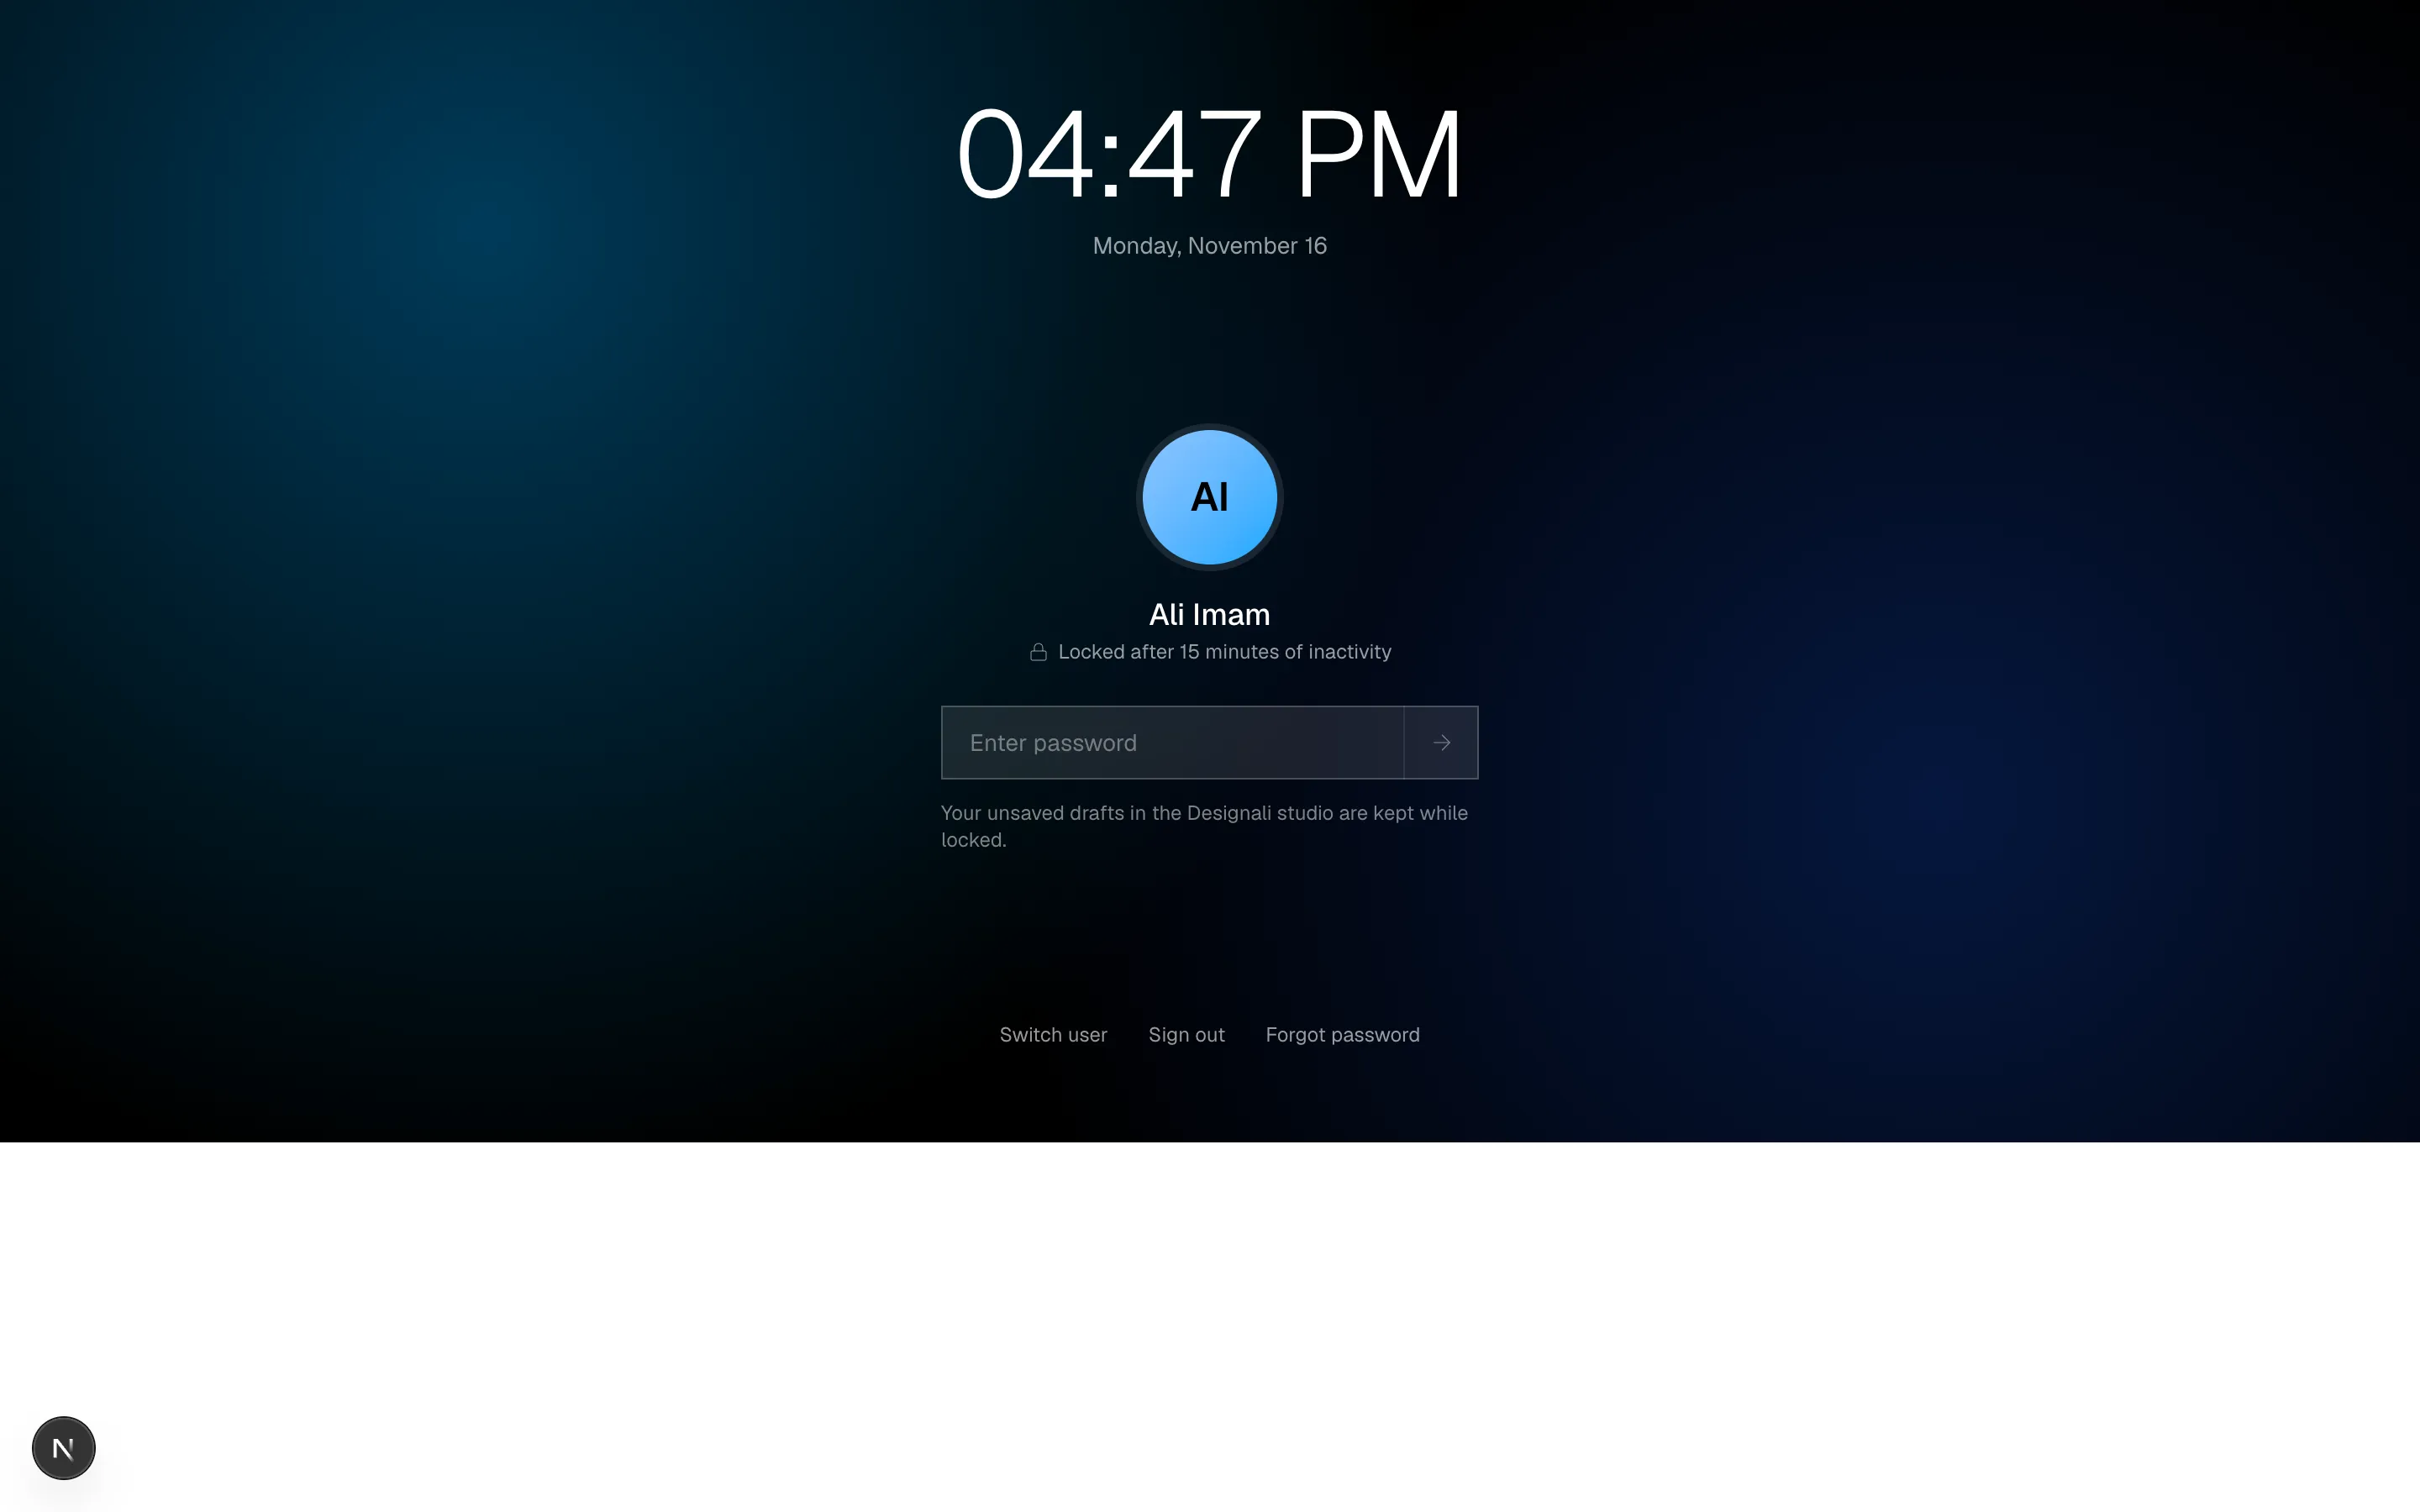 04:47 PM
Monday, November 16
AI
Ali Imam
Locked after 15 minutes of inactivity
Enter password
Your unsaved drafts in the Designali studio are kept while
locked.
Switch user Sign out Forgot password
N